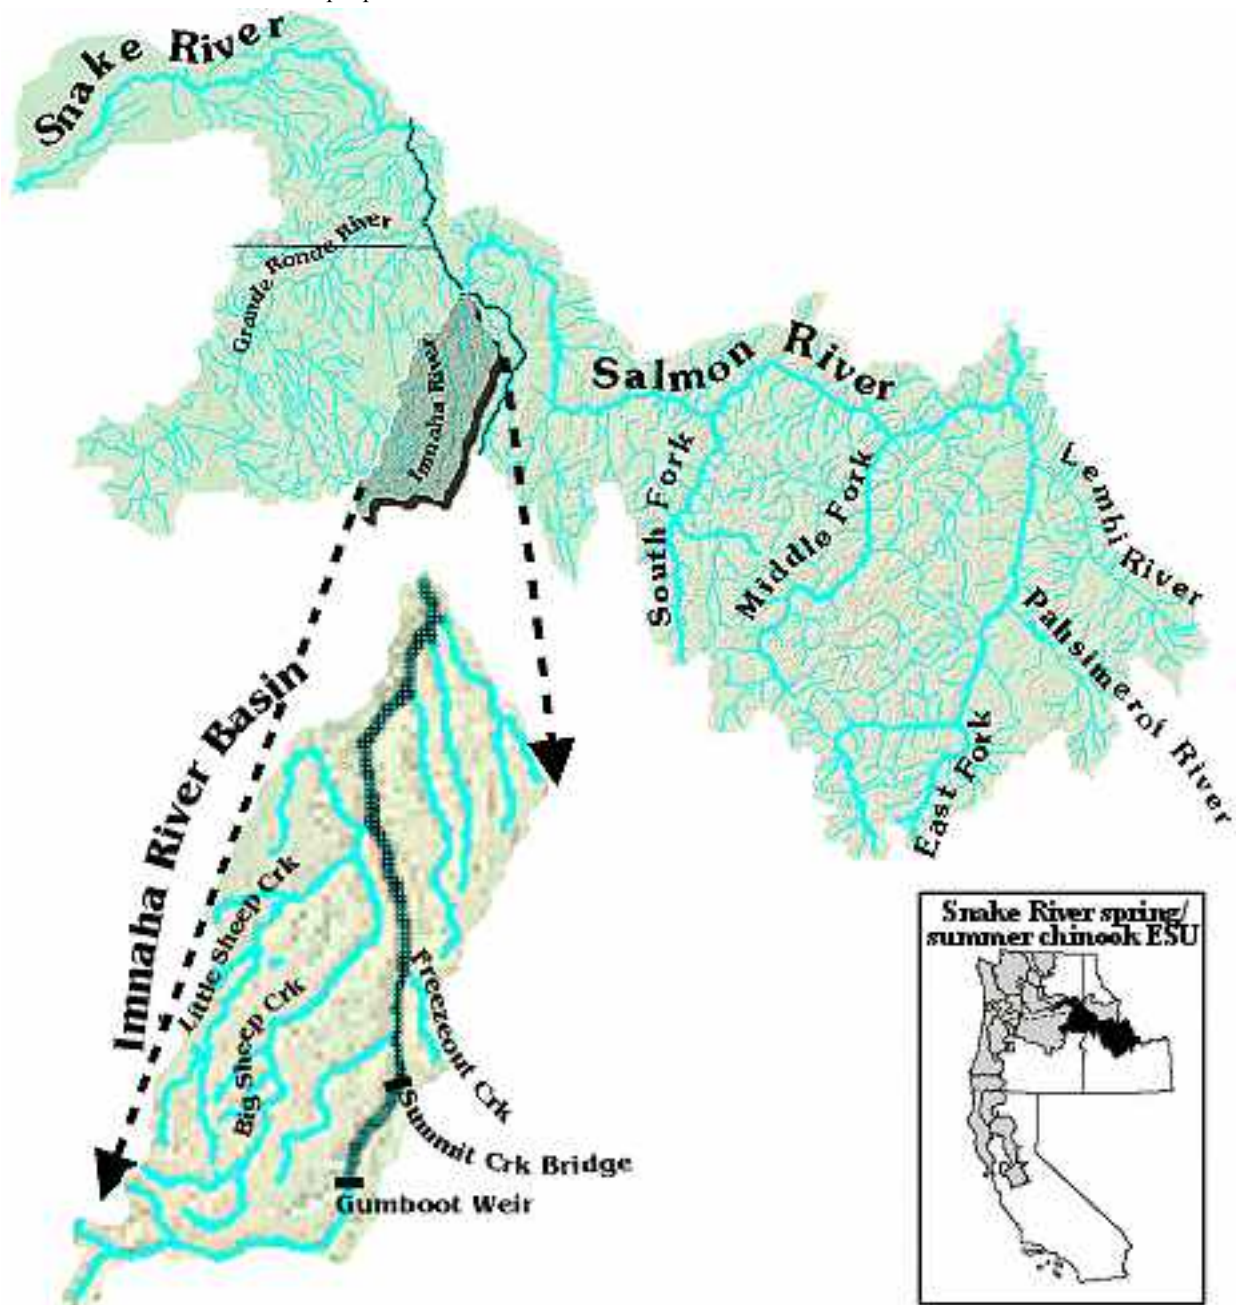 Snake River
Grande Ronde River
Imnaha River
Salmon River
South Fork
Middle Fork
Lemhi River
Pahsimeroi River
East Fork
Imnaha River Basin
Little Sheep Crk
Big Sheep Crk
Freezeout Crk
Summit Crk Bridge
Gumboot Weir
Snake River spring/
summer chinook ESU